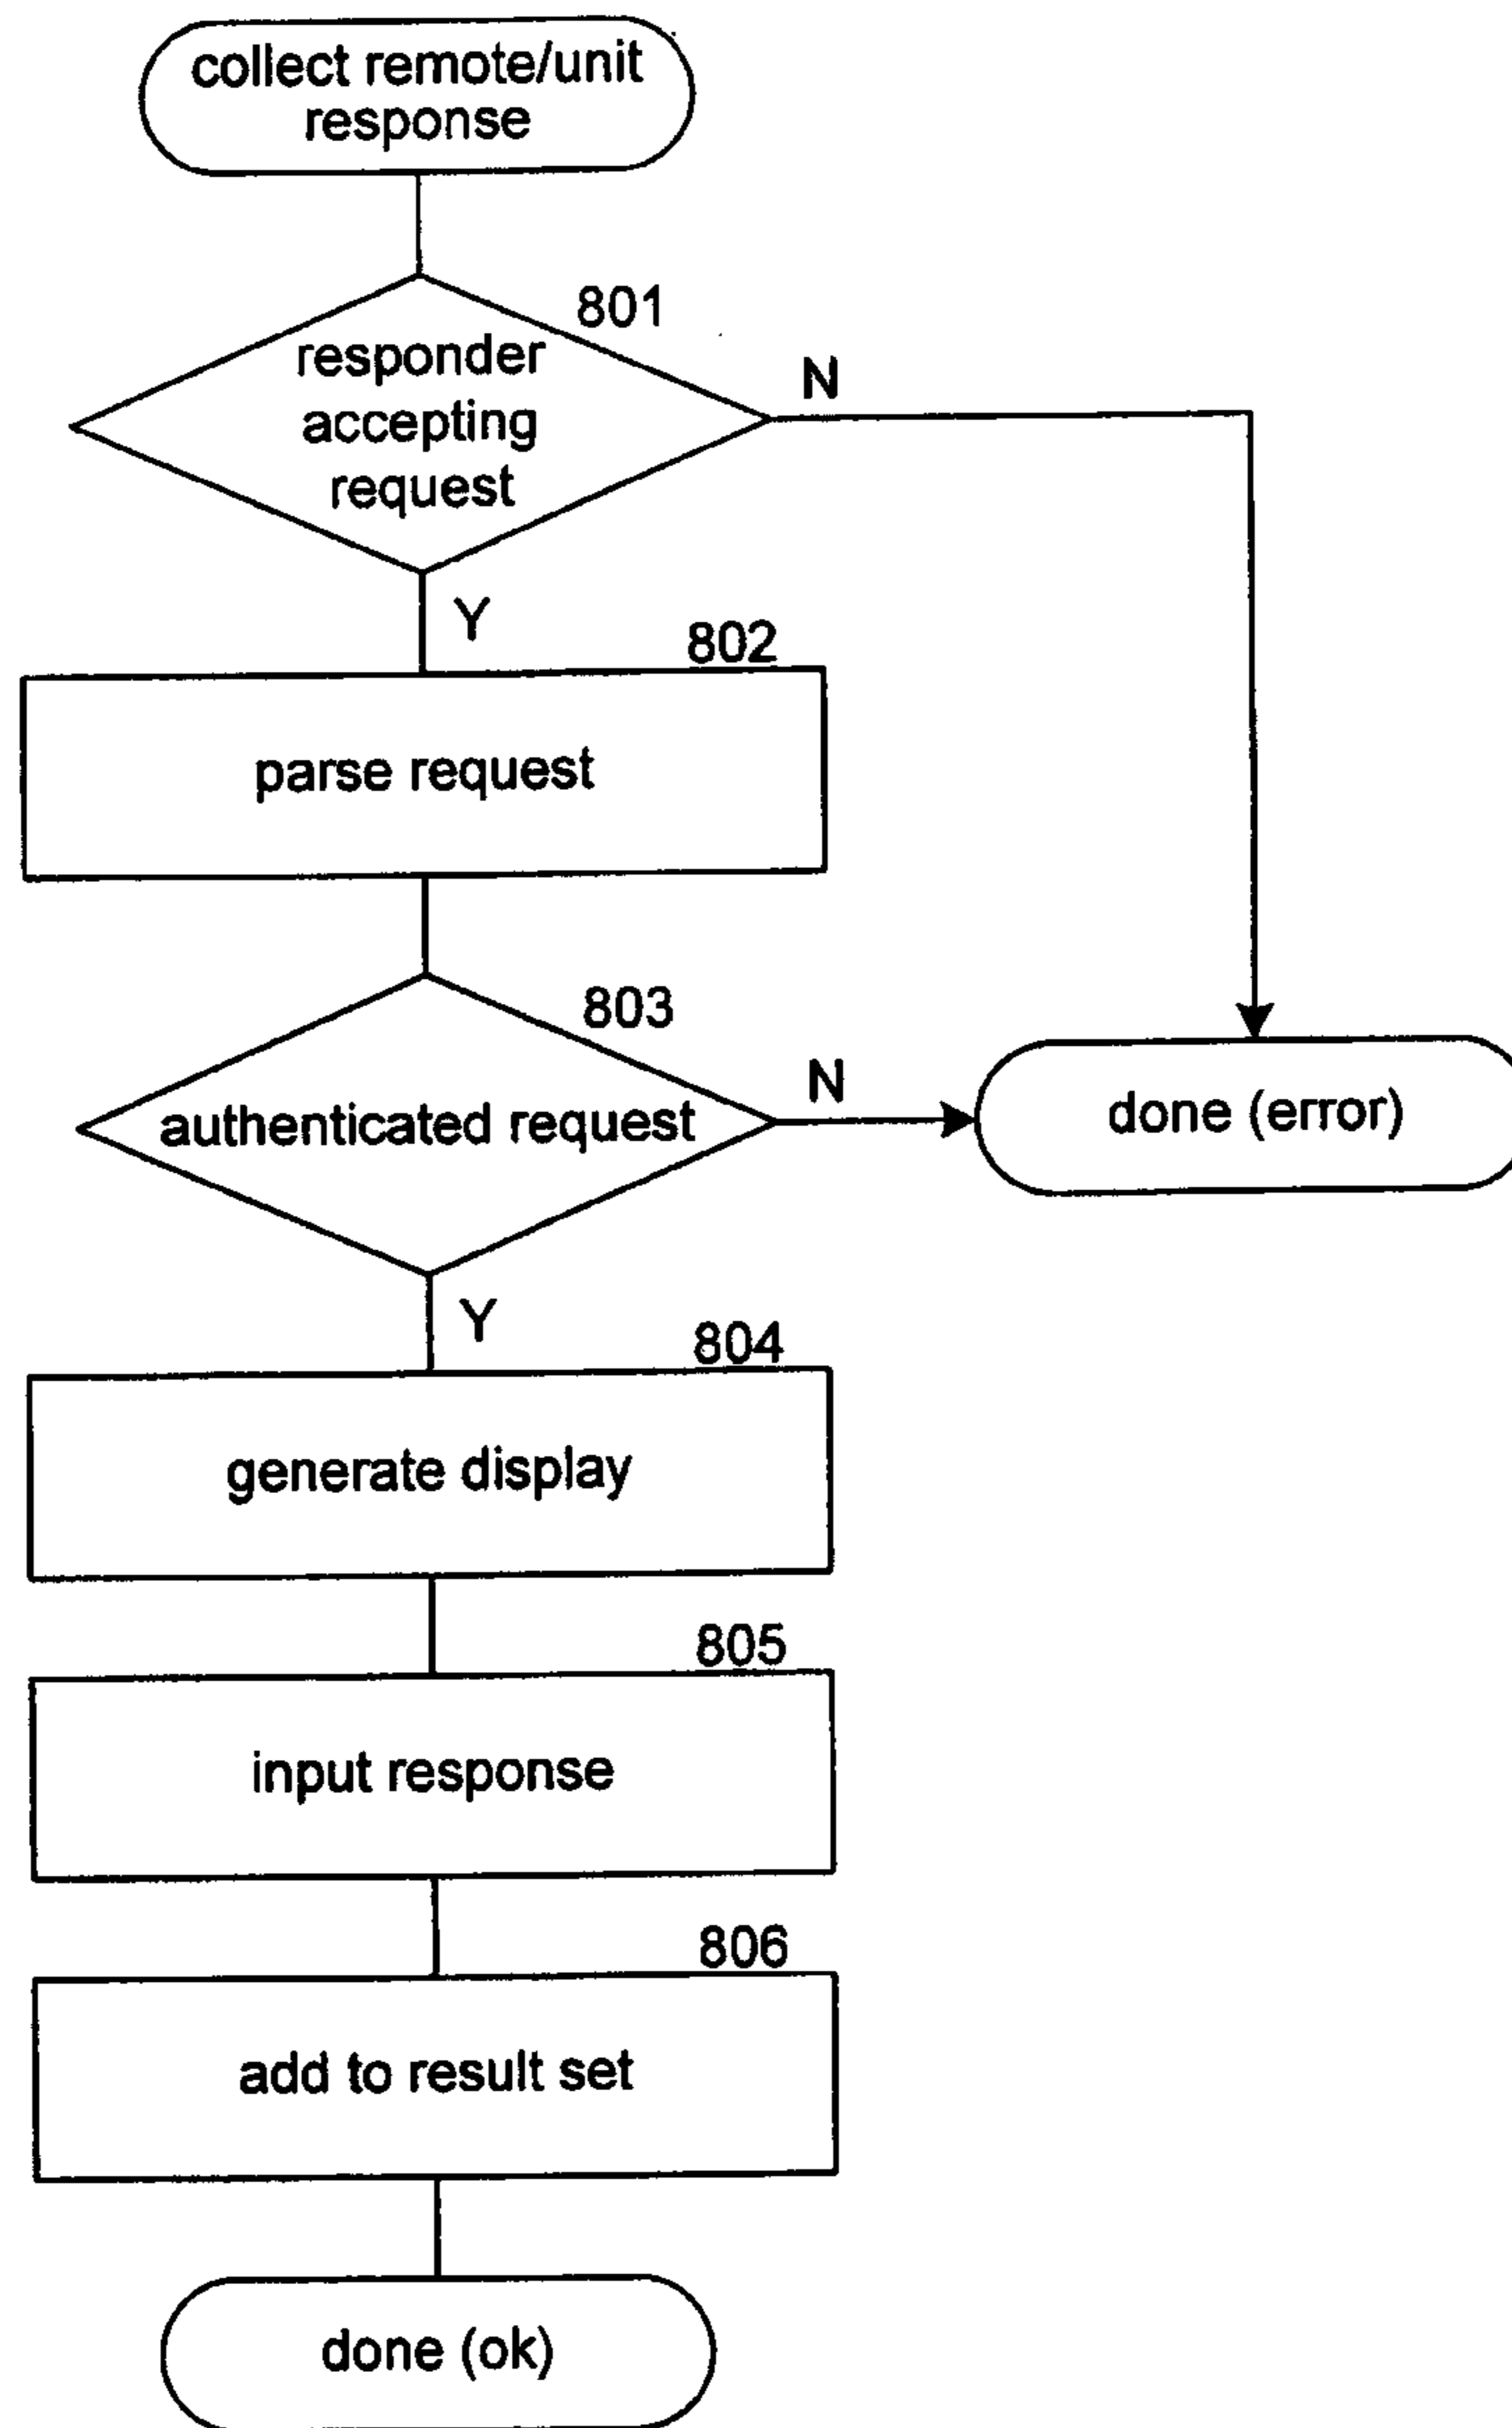 collect remote/unit
response
801
responder
accepting
request
N
Y
802
parse request
803
authenticated request
N
done (error)
Y
804
generate display
805
input response
806
add to result set
done (ok)